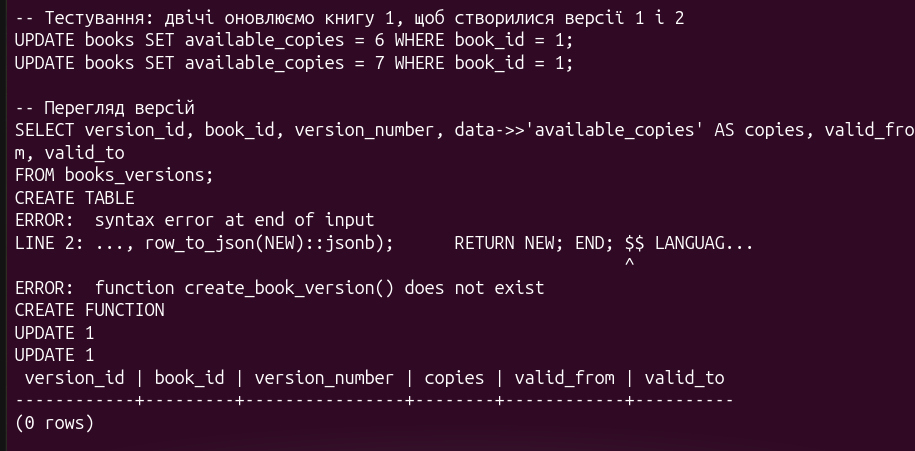 -- Тестування: двічі оновлюємо книгу 1, щоб створилися версії 1 і 2
UPDATE books SET available_copies = 6 WHERE book_id = 1;
UPDATE books SET available_copies = 7 WHERE book_id = 1;
-- Перегляд версій
SELECT version_id, book_id, version_number, data->>'available_copies' AS copies, valid_fro
m, valid_to
FROM books_versions;
CREATE TABLE
ERROR:  syntax error at end of input
LINE 2: ..., row_to_json(NEW)::jsonb);      RETURN NEW; END; $$ LANGUAG...
^
ERROR:  function create_book_version() does not exist
CREATE FUNCTION
UPDATE 1
UPDATE 1
 version_id | book_id | version_number | copies | valid_from | valid_to
------------+---------+----------------+--------+------------+----------
(0 rows)